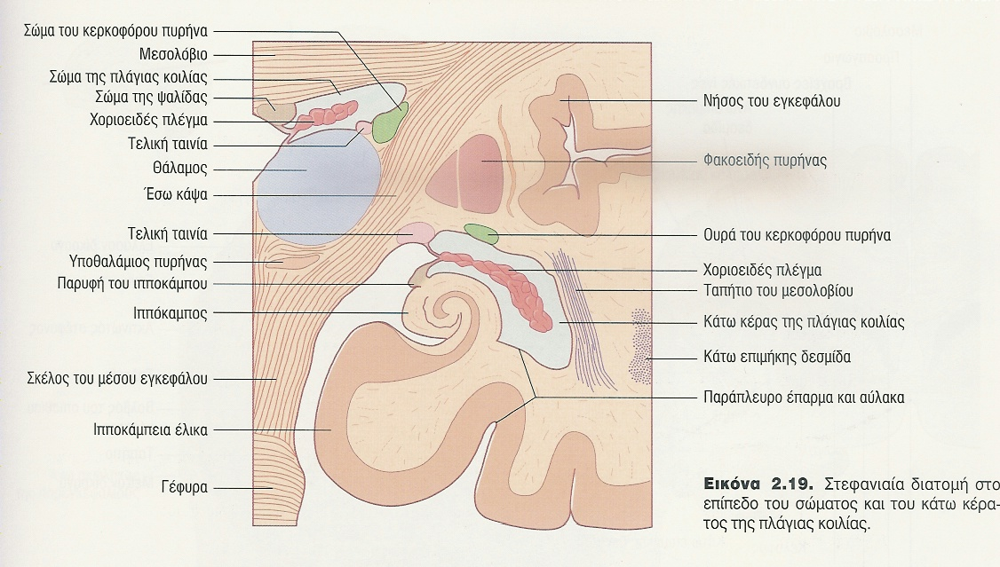 Σώμα του κερκοφόρου πυρήνα
Μεσολόβιο
Σώμα της πλάγιας κοιλίας
Σώμα της ψαλίδας
Χοριοειδές πλέγμα
Τελική ταινία
Θάλαμος
Έσω κάψα
Τελική ταινία
Υποθαλάμιος πυρήνας
Παρυφή του ιπποκάμπου
Ιππόκαμπος
Σκέλος του μέσου εγκεφάλου
Ιπποκάμπεια έλικα
Γέφυρα
Νήσος του εγκεφάλου
Φακοειδής πυρήνας
Ουρά του κερκοφόρου πυρήνα
Χοριοειδές πλέγμα
Ταπήτιο του μεσολοβίου
Κάτω κέρας της πλάγιας κοιλίας
Κάτω επιμήκης δεσμίδα
Παράπλευρο έπαρμα και αύλακα
Εικόνα 2.19. Στεφανιαία διατομή στο
επίπεδο του σώματος και του κάτω κέρα-
τος της πλάγιας κοιλίας.